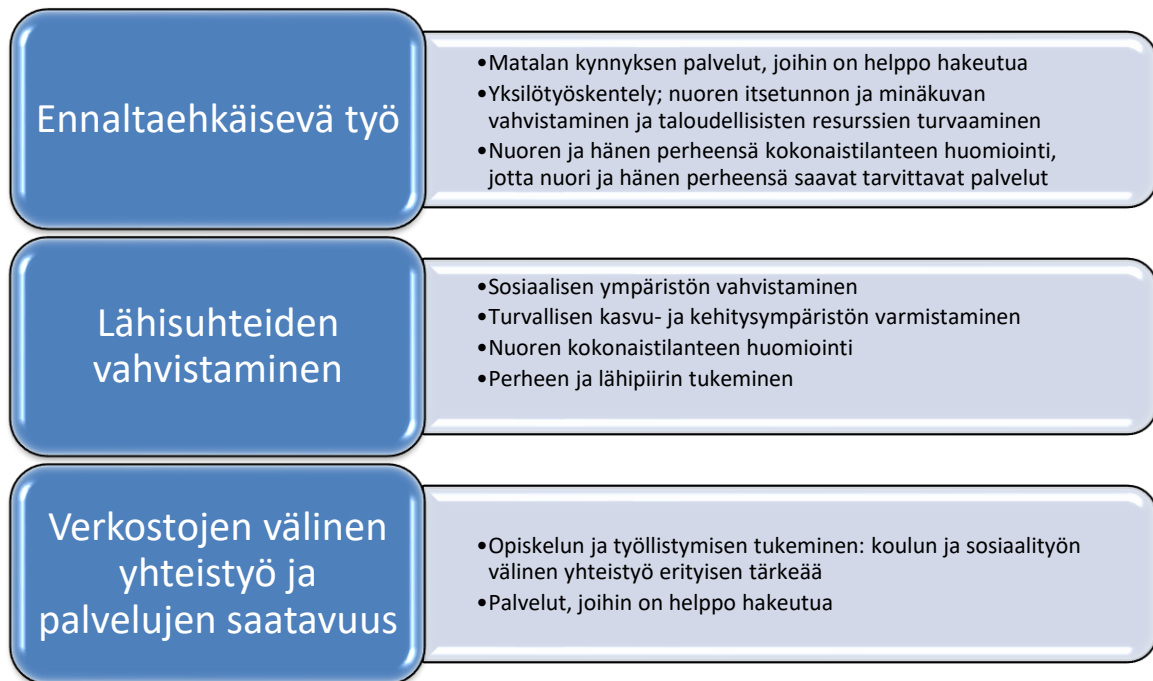 Ennaltaehkäisevä työ
•Matalan kynnyksen palvelut, joihin on helppo hakeutua
•Yksilötyöskentely; nuoren itsetunnon ja minäkuvan
vahvistaminen ja taloudellisisten resurssien turvaaminen
•Nuoren ja hänen perheensä kokonaistilanteen huomiointi,
jotta nuori ja hänen perheensä saavat tarvittavat palvelut
Lähisuhteiden
vahvistaminen
•Sosiaalisen ympäristön vahvistaminen
•Turvallisen kasvu- ja kehitysympäristön varmistaminen
•Nuoren kokonaistilanteen huomiointi
•Perheen ja lähipiirin tukeminen
Verkostojen välinen
yhteistyö ja
palvelujen saatavuus
•Opiskelun ja työllistymisen tukeminen: koulun ja sosiaalityön
välinen yhteistyö erityisen tärkeää
•Palvelut, joihin on helppo hakeutua